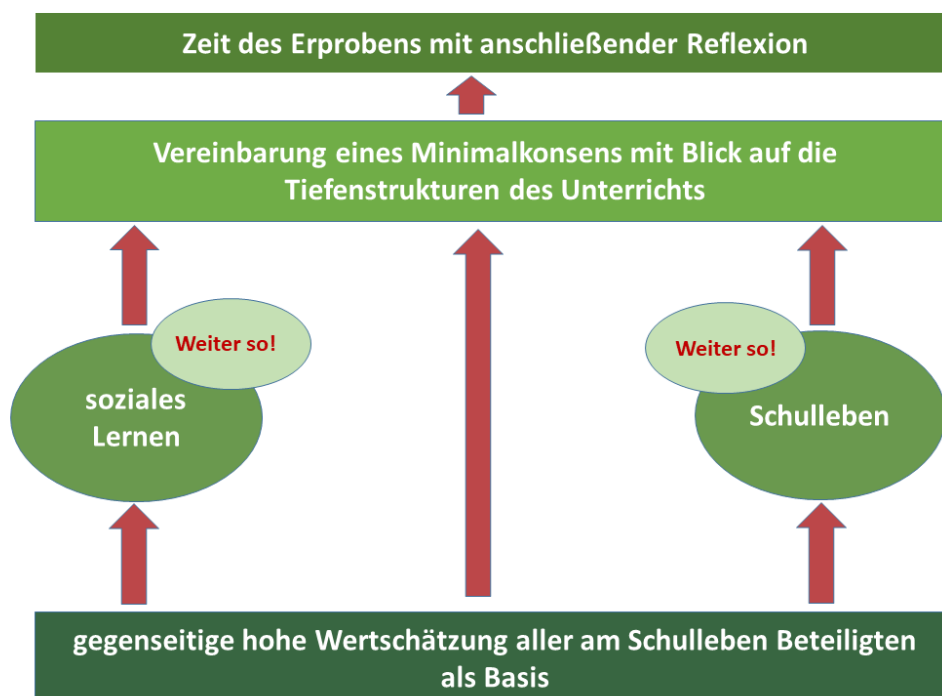 Zeit des Erprobens mit anschließender Reflexion
Vereinbarung eines Minimalkonsens mit Blick auf die
Tiefenstrukturen des Unterrichts
Weiter so!
soziales
Lernen
Weiter so!
Schulleben
gegenseitige hohe Wertschätzung aller am Schulleben Beteiligten
als Basis